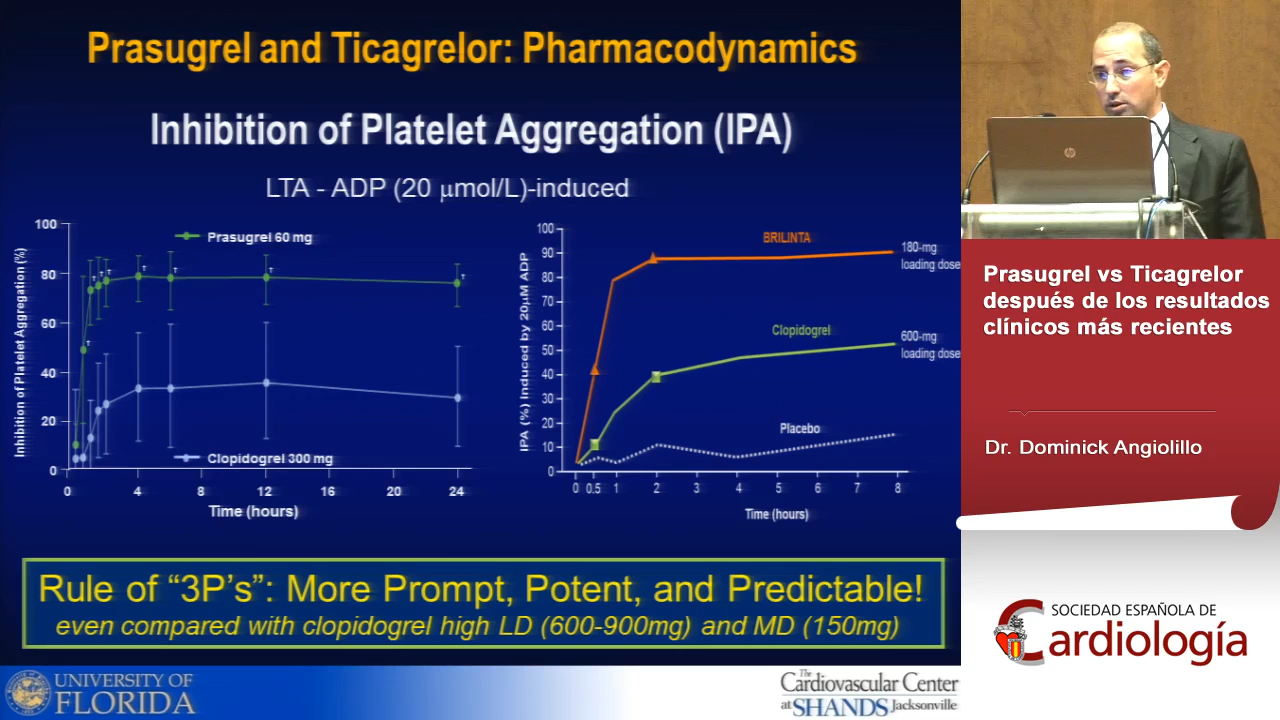 Prasugrel and Ticagrelor: Pharmacodynamics
Inhibition of Platelet Aggregation (IPA)
LTA - ADP (20 μmol/L)-induced
Inhibition of Platelet Aggregation (%)
100
80
60
40
20
0
Prasugrel 60 mg
† † † † † † † †
Clopidogrel 300 mg
0 4 8 12 16 20 24
Time (hours)
IPA (%) Induced by 20μM ADP
100
90
80
70
60
50
40
30
20
10
0
BRILINTA
180-mg
loading dose
Clopidogrel
600-mg
loading dose
Placebo
0 0.5 1 2 3 4 5 6 7 8
Time (hours)
Rule of “3P’s”: More Prompt, Potent, and Predictable!
even compared with clopidogrel high LD (600-900mg) and MD (150mg)
UNIVERSITY OF
FLORIDA
The
Cardiovascular Center
at SHANDS Jacksonville
hp
Prasugrel vs Ticagrelor
después de los resultados
clínicos más recientes
Dr. Dominick Angiolillo
SOCIEDAD ESPAÑOLA DE
Cardiología